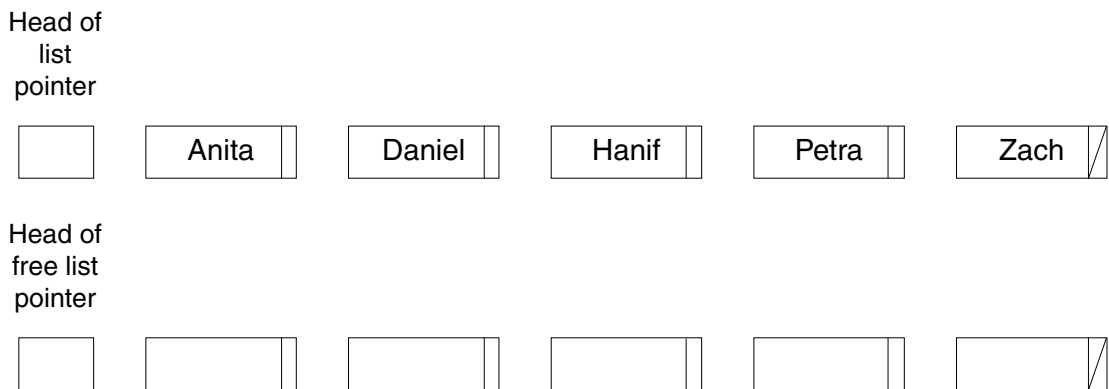 Head of
list
pointer
Anita Daniel Hanif Petra Zach
Head of
free list
pointer